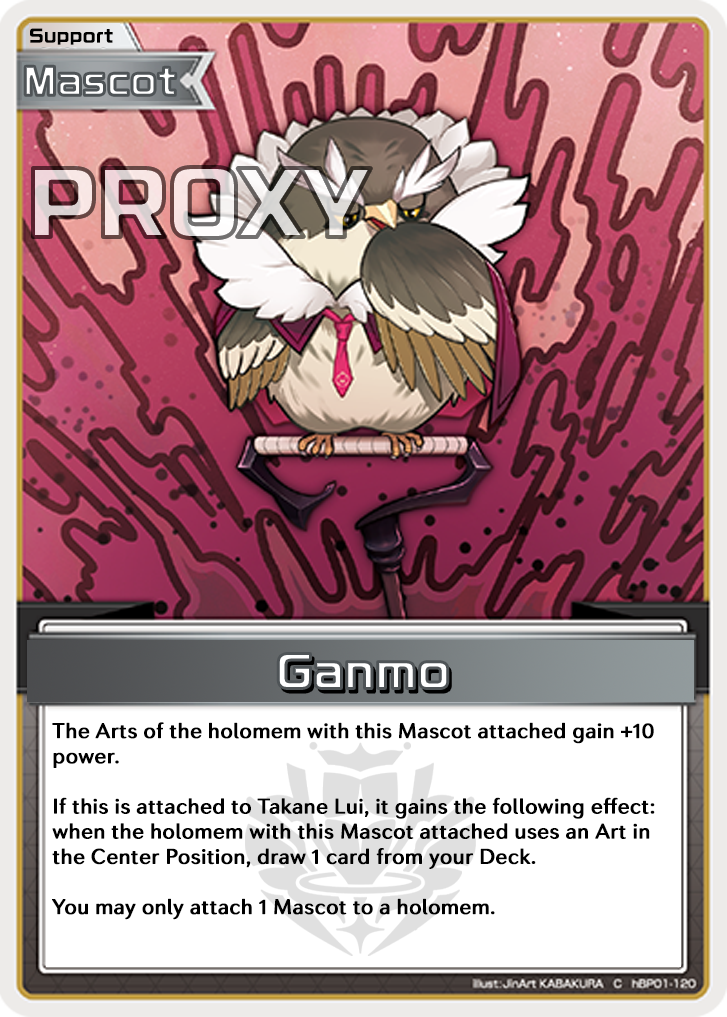 Support
Mascot
PROXY
Ganmo
The Arts of the holomem with this Mascot attached gain +10
power.
If this is attached to Takane Lui, it gains the following effect:
when the holomem with this Mascot attached uses an Art in
the Center Position, draw 1 card from your Deck.
You may only attach 1 Mascot to a holomem.
Illust:JinArt KABAKURA C hBP01-120